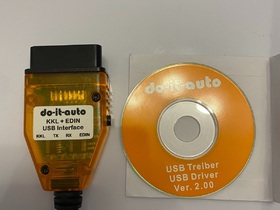 do-it-auto
KKL + EDIN
USB Interface
KKL TX RX EDIN
do-it-auto
USB Treiber
USB Driver
Ver. 2.00